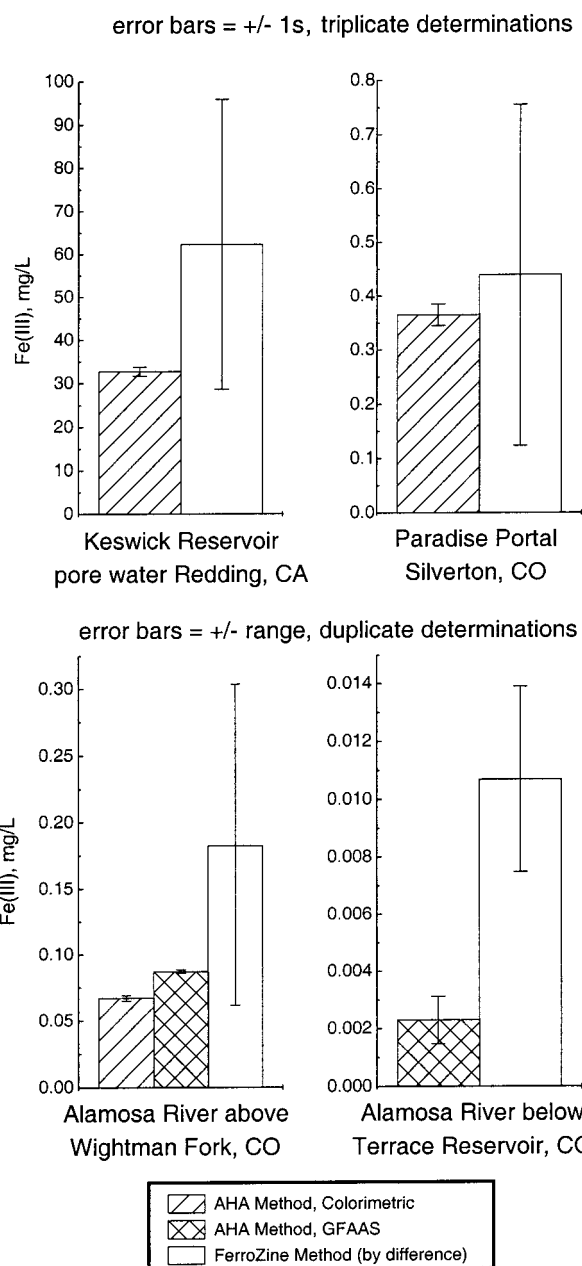 error bars = +/- 1s, triplicate determinations
100
90
80
70
60
50
40
30
20
10
0
Fe(III), mg/L
Keswick Reservoir
pore water Redding, CA
0.8
0.7
0.6
0.5
0.4
0.3
0.2
0.1
0.0
Paradise Portal
Silverton, CO
error bars = +/- range, duplicate determinations
0.30
0.25
0.20
0.15
0.10
0.05
0.00
Fe(III), mg/L
Alamosa River above
Wightman Fork, CO
0.014
0.012
0.010
0.008
0.006
0.004
0.002
0.000
Alamosa River below
Terrace Reservoir, CO
AHA Method, Colorimetric
AHA Method, GFAAS
FerroZine Method (by difference)